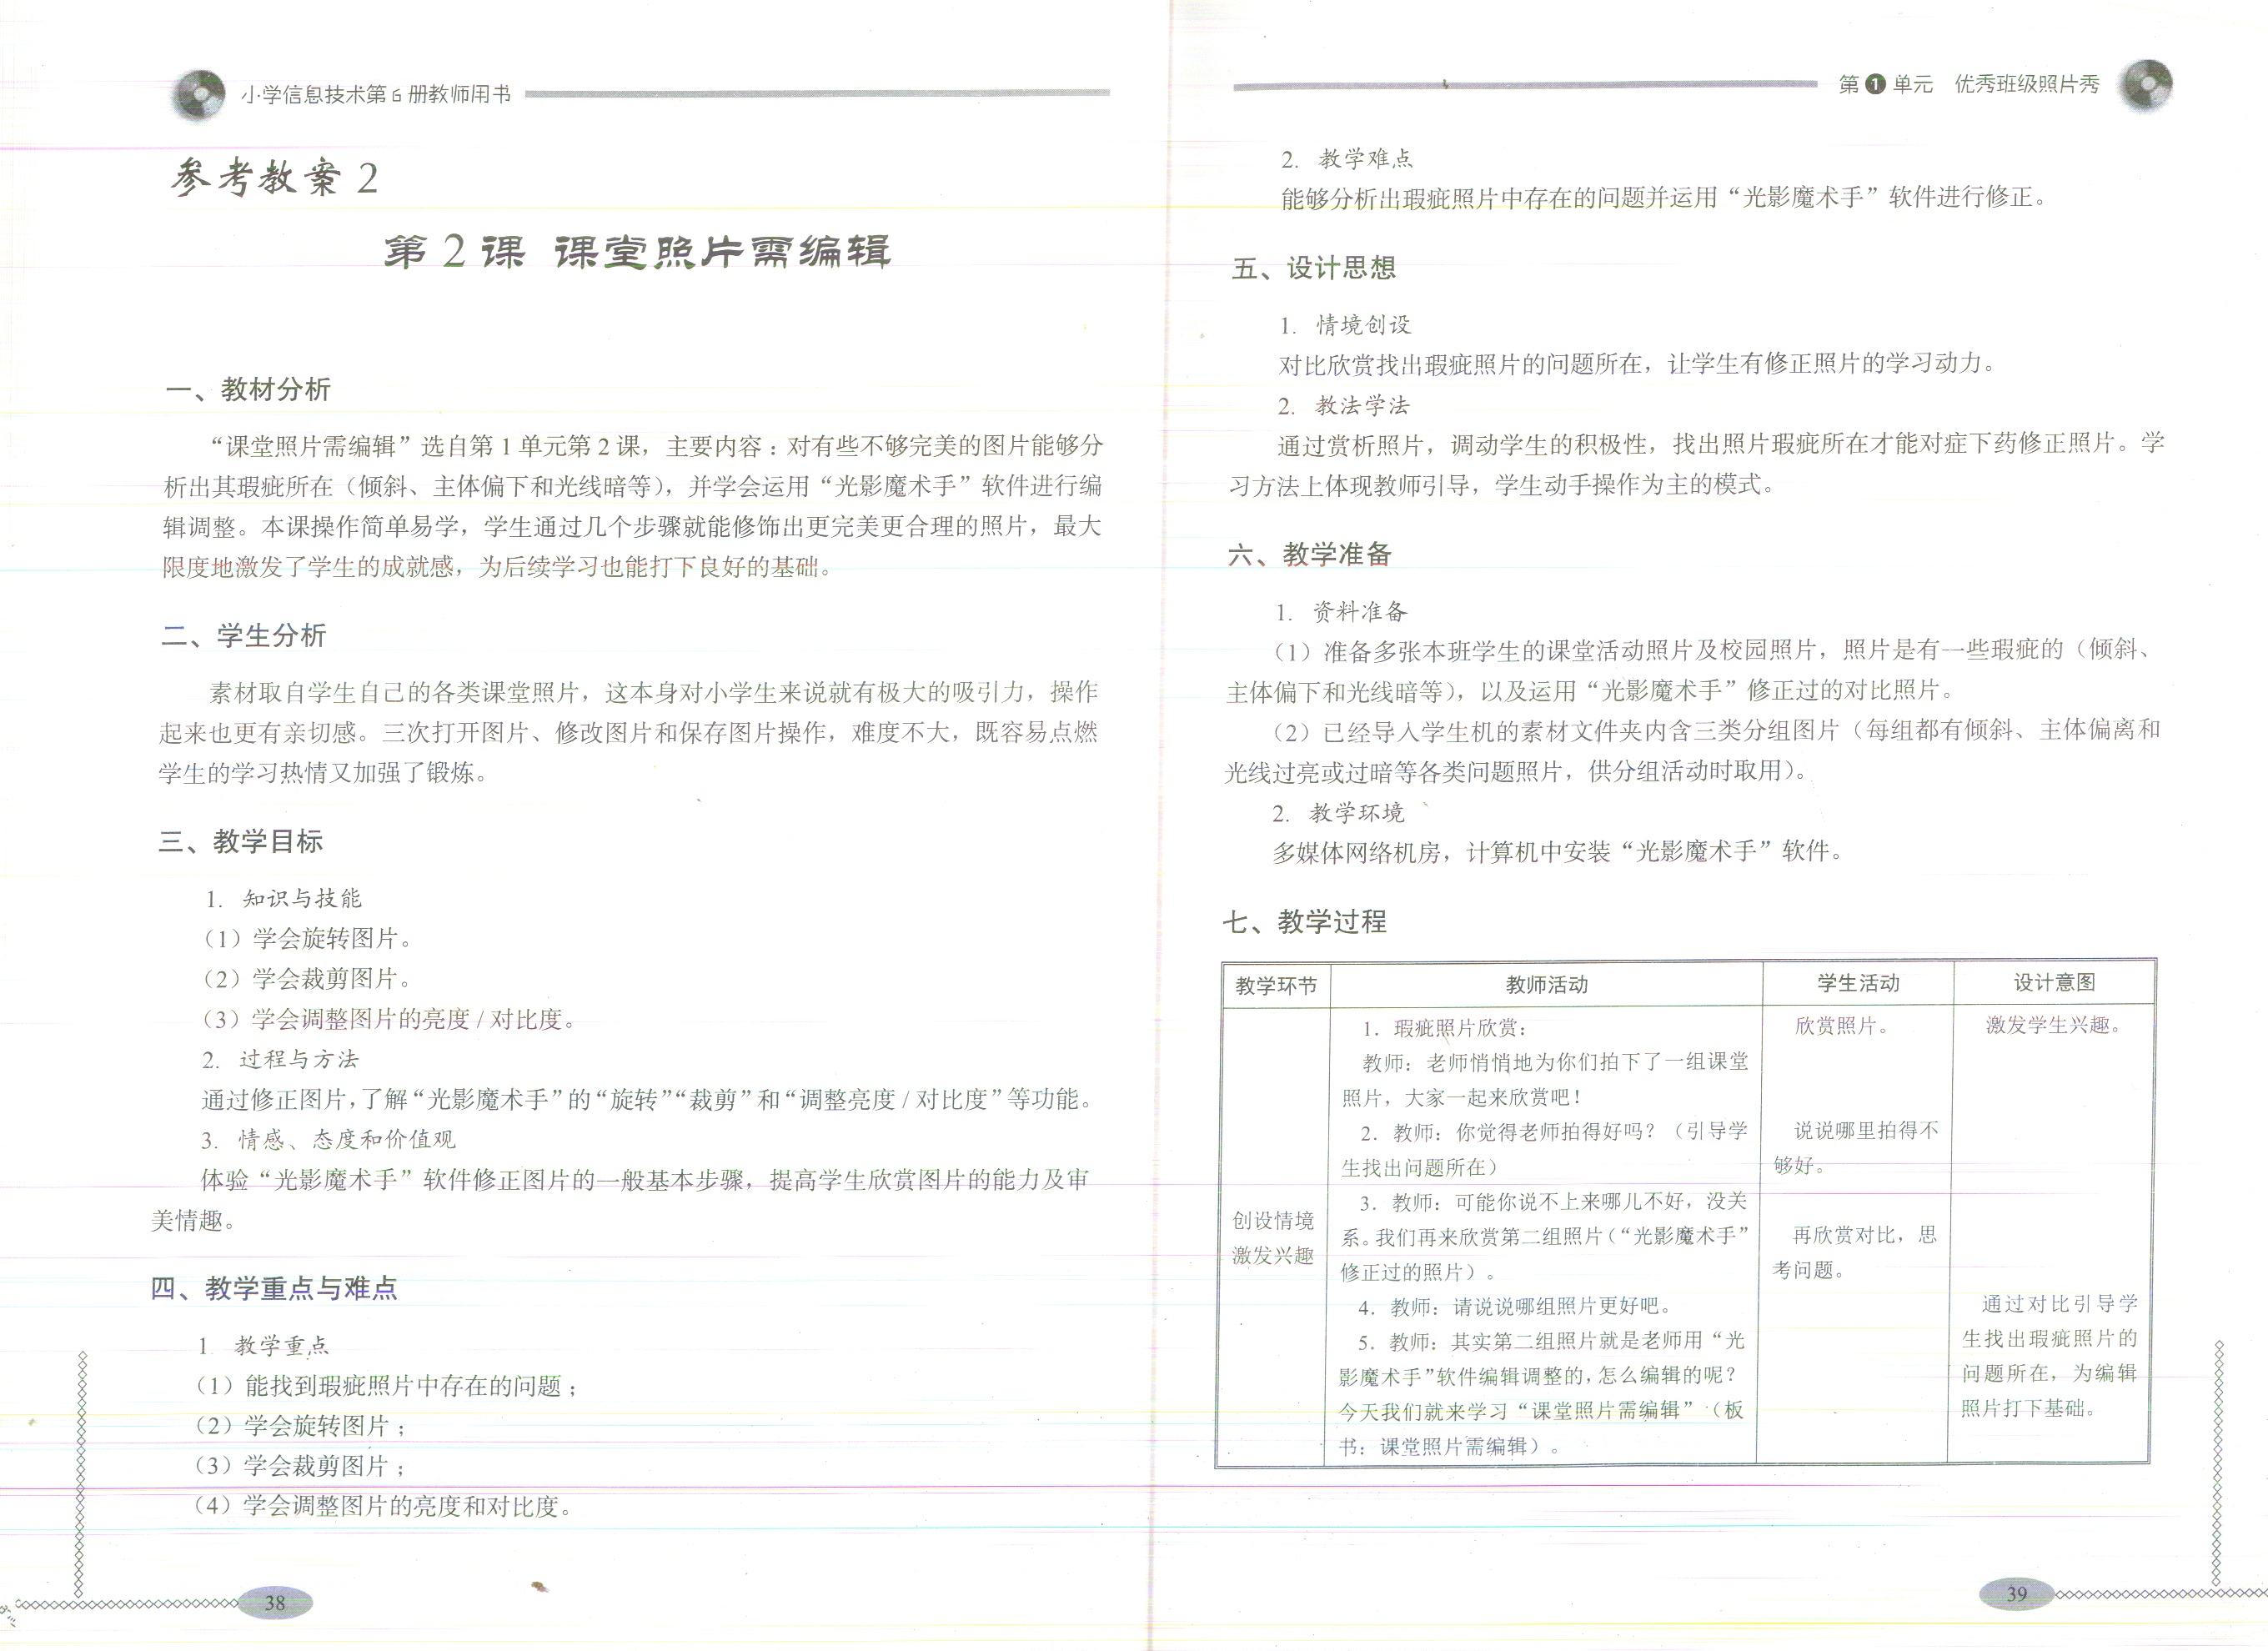 小学信息技术第6册教师用书
参考教案 2
第 2 课 课堂照片需编辑
一、教材分析
“课堂照片需编辑”选自第 1 单元第 2 课，主要内容：对有些不够完美的图片能够分
析出其瑕疵所在（倾斜、主体偏下和光线暗等），并学会运用“光影魔术手”软件进行编
辑调整。本课操作简单易学，学生通过几个步骤就能修饰出更完美更合理的照片，最大
限度地激发了学生的成就感，为后续学习也能打下良好的基础。
二、学生分析
素材取自学生自己的各类课堂照片，这本身对小学生来说就有极大的吸引力，操作
起来也更有亲切感。三次打开图片、修改图片和保存图片操作，难度不大，既容易点燃
学生的学习热情又加强了锻炼。
三、教学目标
1. 知识与技能
（1）学会旋转图片。
（2）学会裁剪图片。
（3）学会调整图片的亮度 / 对比度。
2. 过程与方法
通过修正图片，了解“光影魔术手”的“旋转”“裁剪”和“调整亮度 / 对比度”等功能。
3. 情感、态度和价值观
体验“光影魔术手”软件修正图片的一般基本步骤，提高学生欣赏图片的能力及审
美情趣。
四、教学重点与难点
1. 教学重点
（1）能找到瑕疵照片中存在的问题；
（2）学会旋转图片；
（3）学会裁剪图片；
（4）学会调整图片的亮度和对比度。
38
第 1 单元 优秀班级照片秀
2. 教学难点
能够分析出瑕疵照片中存在的问题并运用“光影魔术手”软件进行修正。
五、设计思想
1. 情境创设
对比欣赏找出瑕疵照片的问题所在，让学生有修正照片的学习动力。
2. 教法学法
通过赏析照片，调动学生的积极性，找出照片瑕疵所在才能对症下药修正照片。学
习方法上体现教师引导，学生动手操作为主的模式。
六、教学准备
1. 资料准备
（1）准备多张本班学生的课堂活动照片及校园照片，照片是有一些瑕疵的（倾斜、
主体偏下和光线暗等），以及运用“光影魔术手”修正过的对比照片。
（2）已经导入学生机的素材文件夹内含三类分组图片（每组都有倾斜、主体偏离和
光线过亮或过暗等各类问题照片，供分组活动时取用）。
2. 教学环境
多媒体网络机房，计算机中安装“光影魔术手”软件。
七、教学过程
教学环节 教师活动 学生活动 设计意图
创设情境
激发兴趣
1. 瑕疵照片欣赏：
教师：老师悄悄地为你们拍下了一组课堂
照片，大家一起来欣赏吧！
2. 教师：你觉得老师拍得好吗？（引导学
生找出问题所在）
3. 教师：可能你说不上来哪儿不好，没关
系。我们再来欣赏第二组照片（“光影魔术手”
修正过的照片）。
4. 教师：请说说哪组照片更好吧。
5. 教师：其实第二组照片就是老师用“光
影魔术手”软件编辑调整的，怎么编辑的呢？
今天我们就来学习“课堂照片需编辑”（板
书：课堂照片需编辑）。
欣赏照片。
说说哪里拍得不
够好。
再欣赏对比，思
考问题。
激发学生兴趣。
通过对比引导学
生找出瑕疵照片的
问题所在，为编辑
照片打下基础。
39